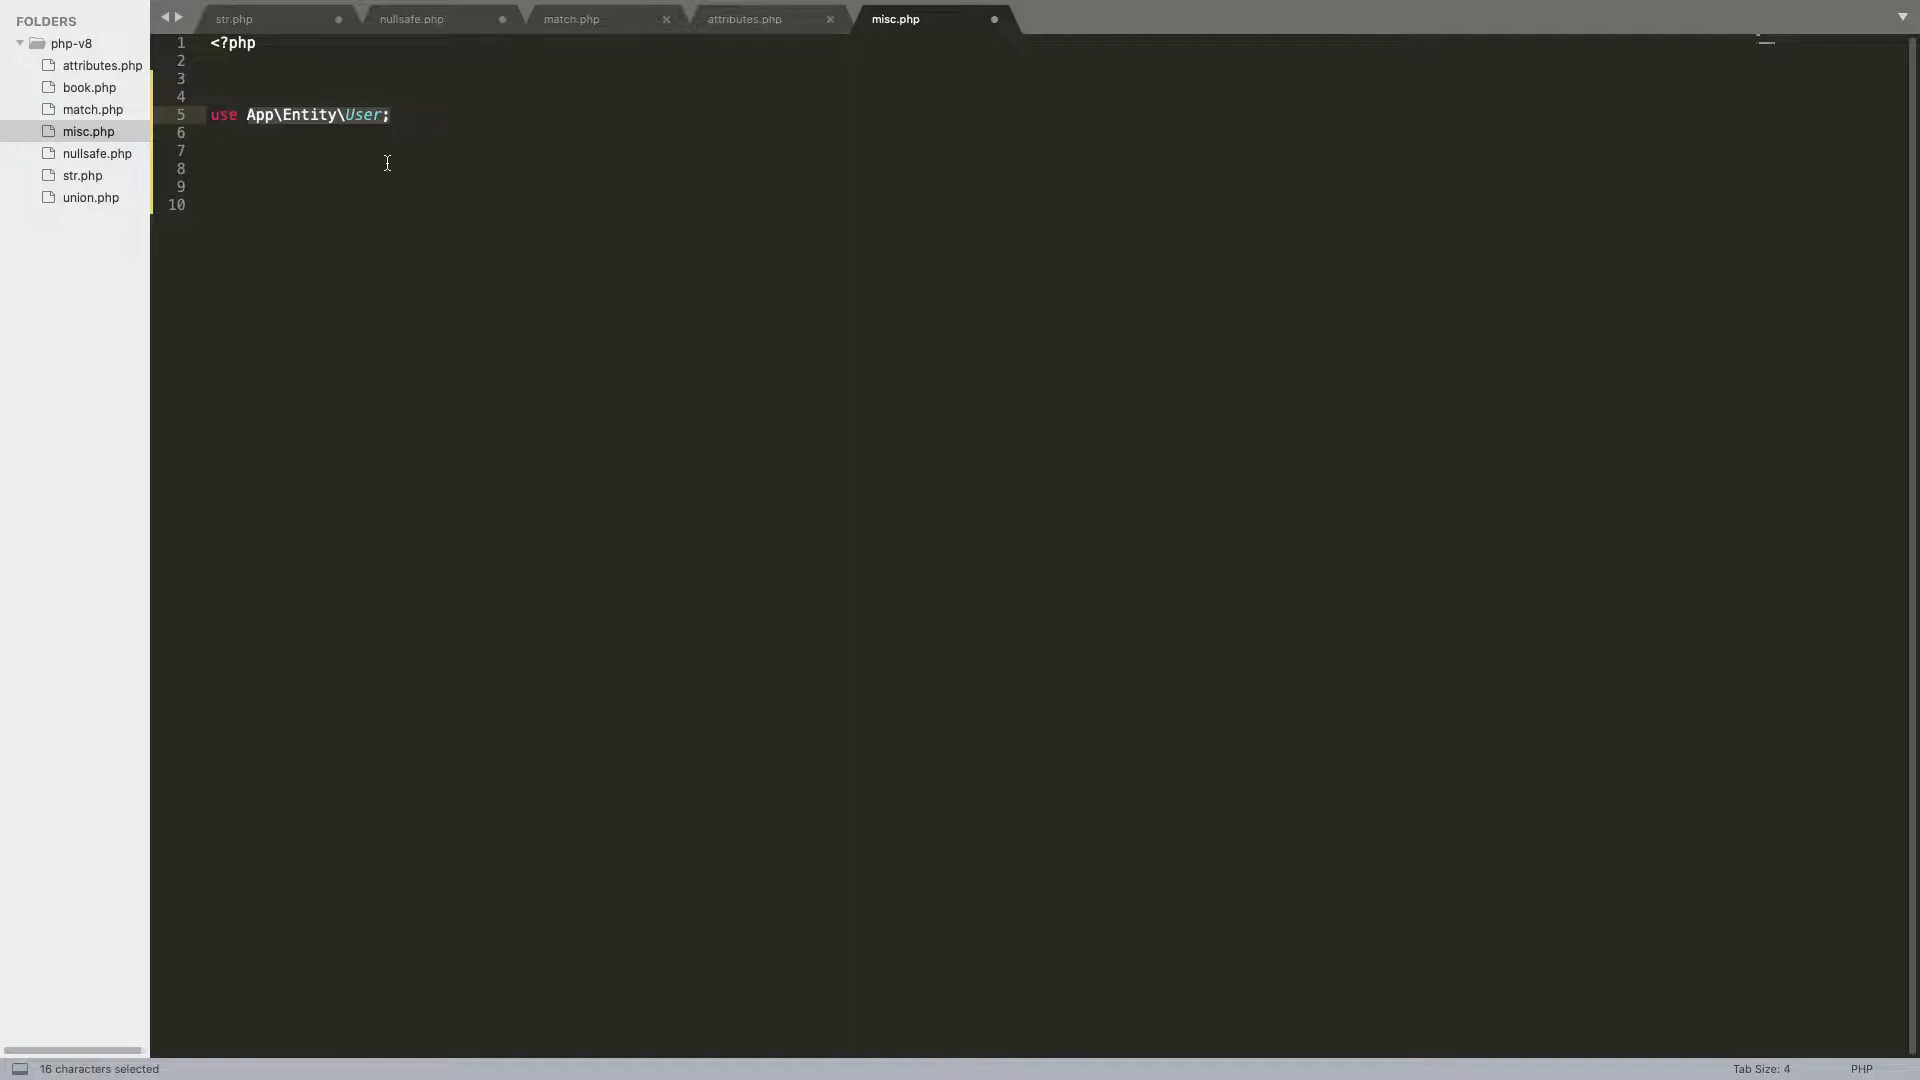 FOLDERS
php-v8
attributes.php
book.php
match.php
misc.php
nullsafe.php
str.php
union.php
str.php
nullsafe.php
match.php
attributes.php
misc.php
1 <?php
2
3
4
5 use App\Entity\User;
6
7
8
9
10
16 characters selected
Tab Size: 4
PHP